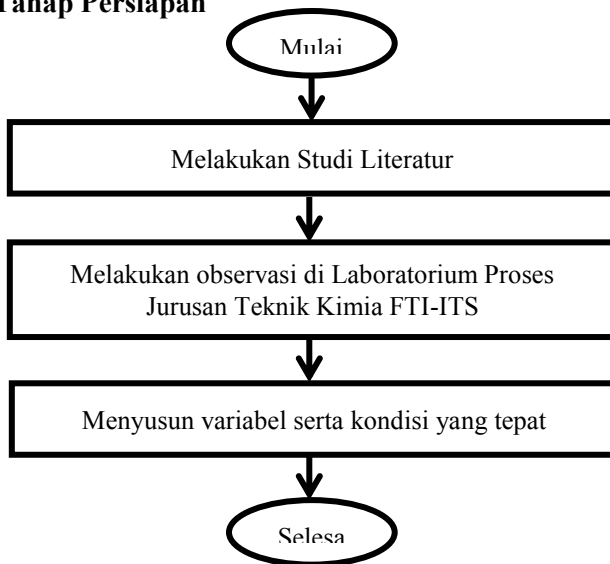 Tahap Persiapan
Mulai
Melakukan Studi Literatur
Melakukan observasi di Laboratorium Proses
Jurusan Teknik Kimia FTI-ITS
Menyusun variabel serta kondisi yang tepat
Selesa